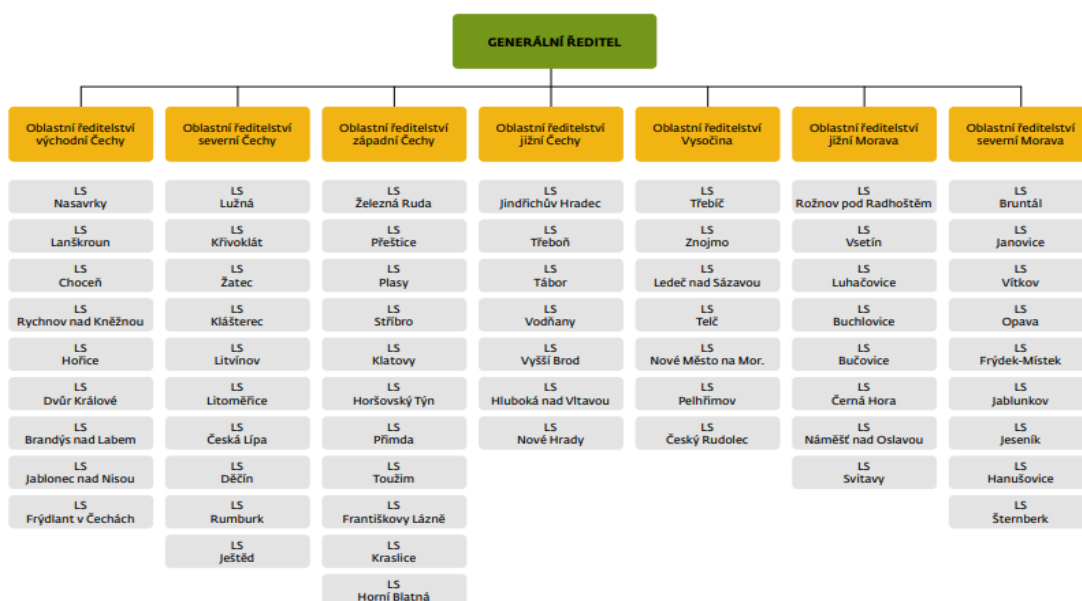 GENERÁLNÍ ŘEDITEL
Oblastní ředitelství
východní Čechy
LS
Nasavrky
LS
Lanškroun
LS
Choceň
LS
Rychnov nad Kněžnou
LS
Hořice
LS
Dvůr Králové
LS
Brandýs nad Labem
LS
Jablonec nad Nisou
LS
Frýdlant v Čechách
Oblastní ředitelství
severní Čechy
LS
Lužná
LS
Křivoklát
LS
Žatec
LS
Klášterec
LS
Litvínov
LS
Litoměřice
LS
Česká Lípa
LS
Děčín
LS
Rumburk
LS
Ještěd
Oblastní ředitelství
západní Čechy
LS
Železná Ruda
LS
Přeštice
LS
Plasy
LS
Stříbro
LS
Klatovy
LS
Horšovský Týn
LS
Přimda
LS
Toužim
LS
Františkovy Lázně
LS
Kraslice
LS
Horní Blatná
Oblastní ředitelství
jižní Čechy
LS
Jindřichův Hradec
LS
Třeboň
LS
Tábor
LS
Vodňany
LS
Vyšší Brod
LS
Hluboká nad Vltavou
LS
Nové Hrady
Oblastní ředitelství
Vysočina
LS
Třebíč
LS
Znojmo
LS
Ledeč nad Sázavou
LS
Telč
LS
Nové Město na Mor.
LS
Pelhřimov
LS
Český Rudolec
Oblastní ředitelství
jižní Morava
LS
Rožnov pod Radhoštěm
LS
Vsetín
LS
Luhačovice
LS
Buchlovice
LS
Bučovice
LS
Černá Hora
LS
Náměšť nad Oslavou
LS
Svitavy
Oblastní ředitelství
severní Morava
LS
Bruntál
LS
Janovice
LS
Vítkov
LS
Opava
LS
Frýdek-Místek
LS
Jablunkov
LS
Jeseník
LS
Hanušovice
LS
Šternberk